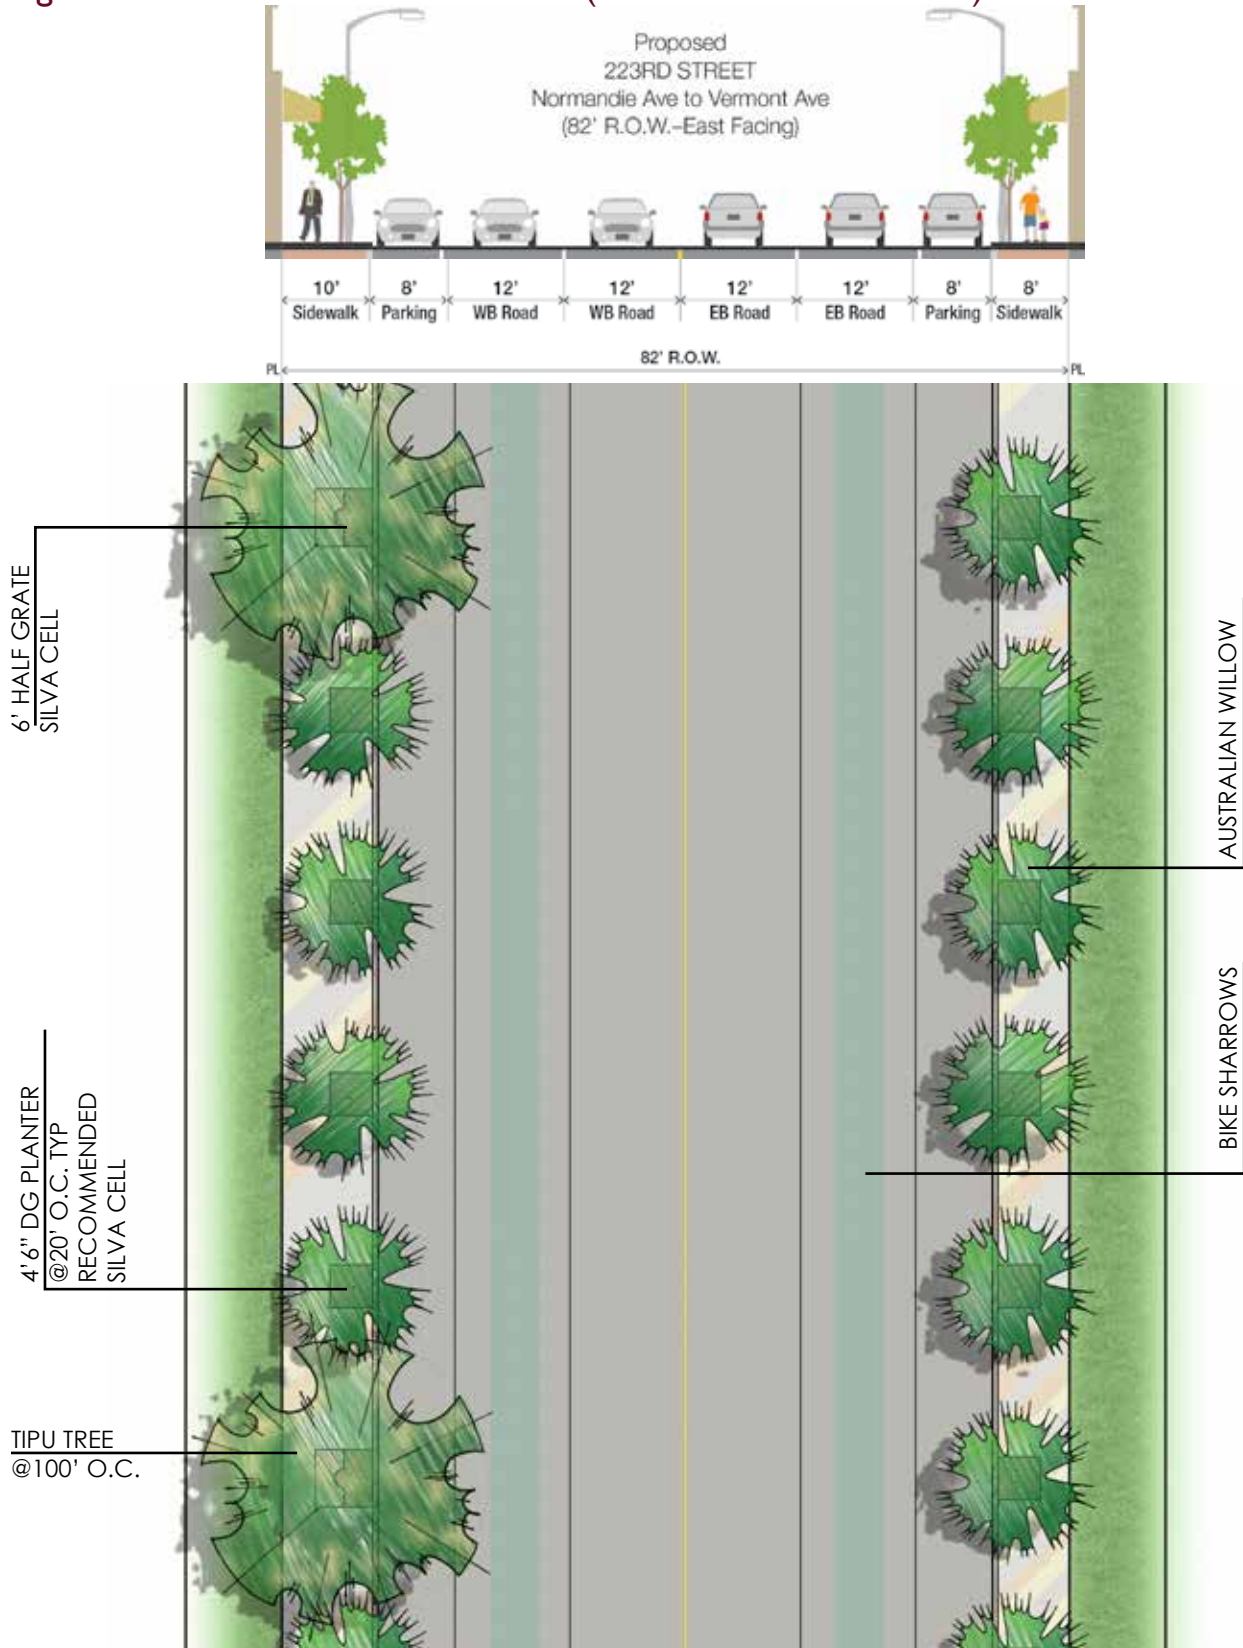 g ( )
Proposed
223RD STREET
Normandie Ave to Vermont Ave
(82' R.O.W.–East Facing)
10' 8' 12' 12' 12' 12' 8' 8'
Sidewalk Parking WB Road WB Road EB Road EB Road Parking Sidewalk
82' R.O.W.
PL PL
6' HALF GRATE
SILVA CELL
AUSTRALIAN WILLOW
BIKE SHARROWS
4'6” DG PLANTER
@20' O.C. TYP
RECOMMENDED
SILVA CELL
TIPU TREE
@100' O.C.